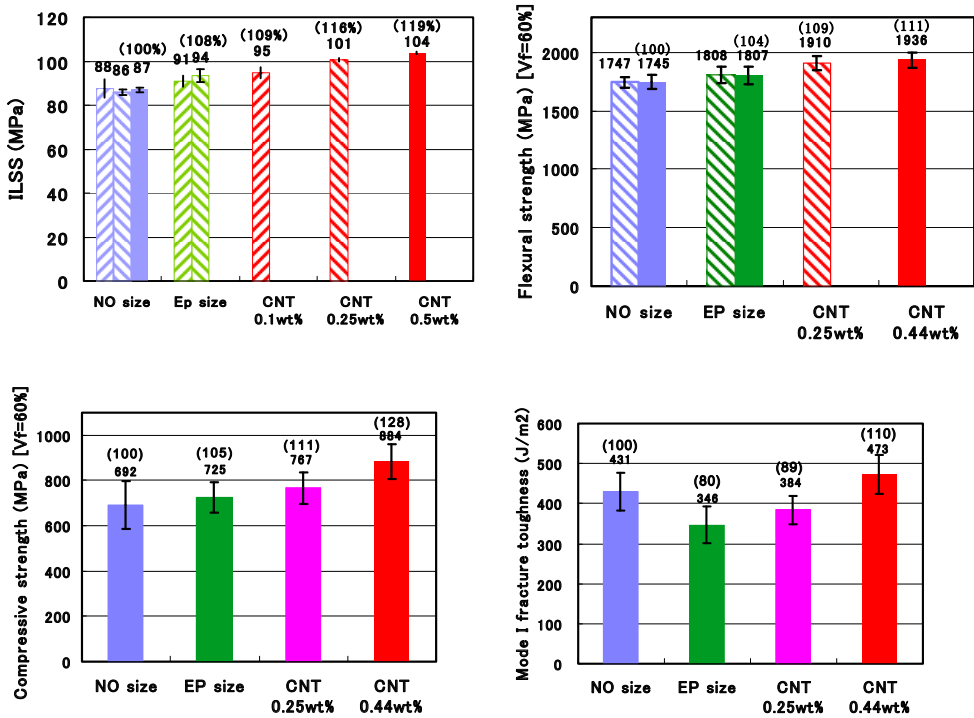 ILSS (MPa)
120
100
80
60
40
20
0
(100%)
88 86 87
(108%)
91 94
(109%)
95
(116%)
101
(119%)
104
NO size
Ep size
CNT
0.1wt%
CNT
0.25wt%
CNT
0.5wt%
Flexural strength (MPa) [Vf=60%]
2000
1500
1000
500
0
(100)
1747 1745
(104)
1808 1807
(109)
1910
(111)
1936
NO size
EP size
CNT
0.25wt%
CNT
0.44wt%
Compressive strength (MPa) [Vf=60%]
1000
800
600
400
200
0
(100)
692
(105)
725
(111)
767
(128)
884
NO size
EP size
CNT
0.25wt%
CNT
0.44wt%
Mode I fracture toughness (J/m2)
600
500
400
300
200
100
0
(100)
431
(80)
346
(89)
384
(110)
473
NO size
EP size
CNT
0.25wt%
CNT
0.44wt%